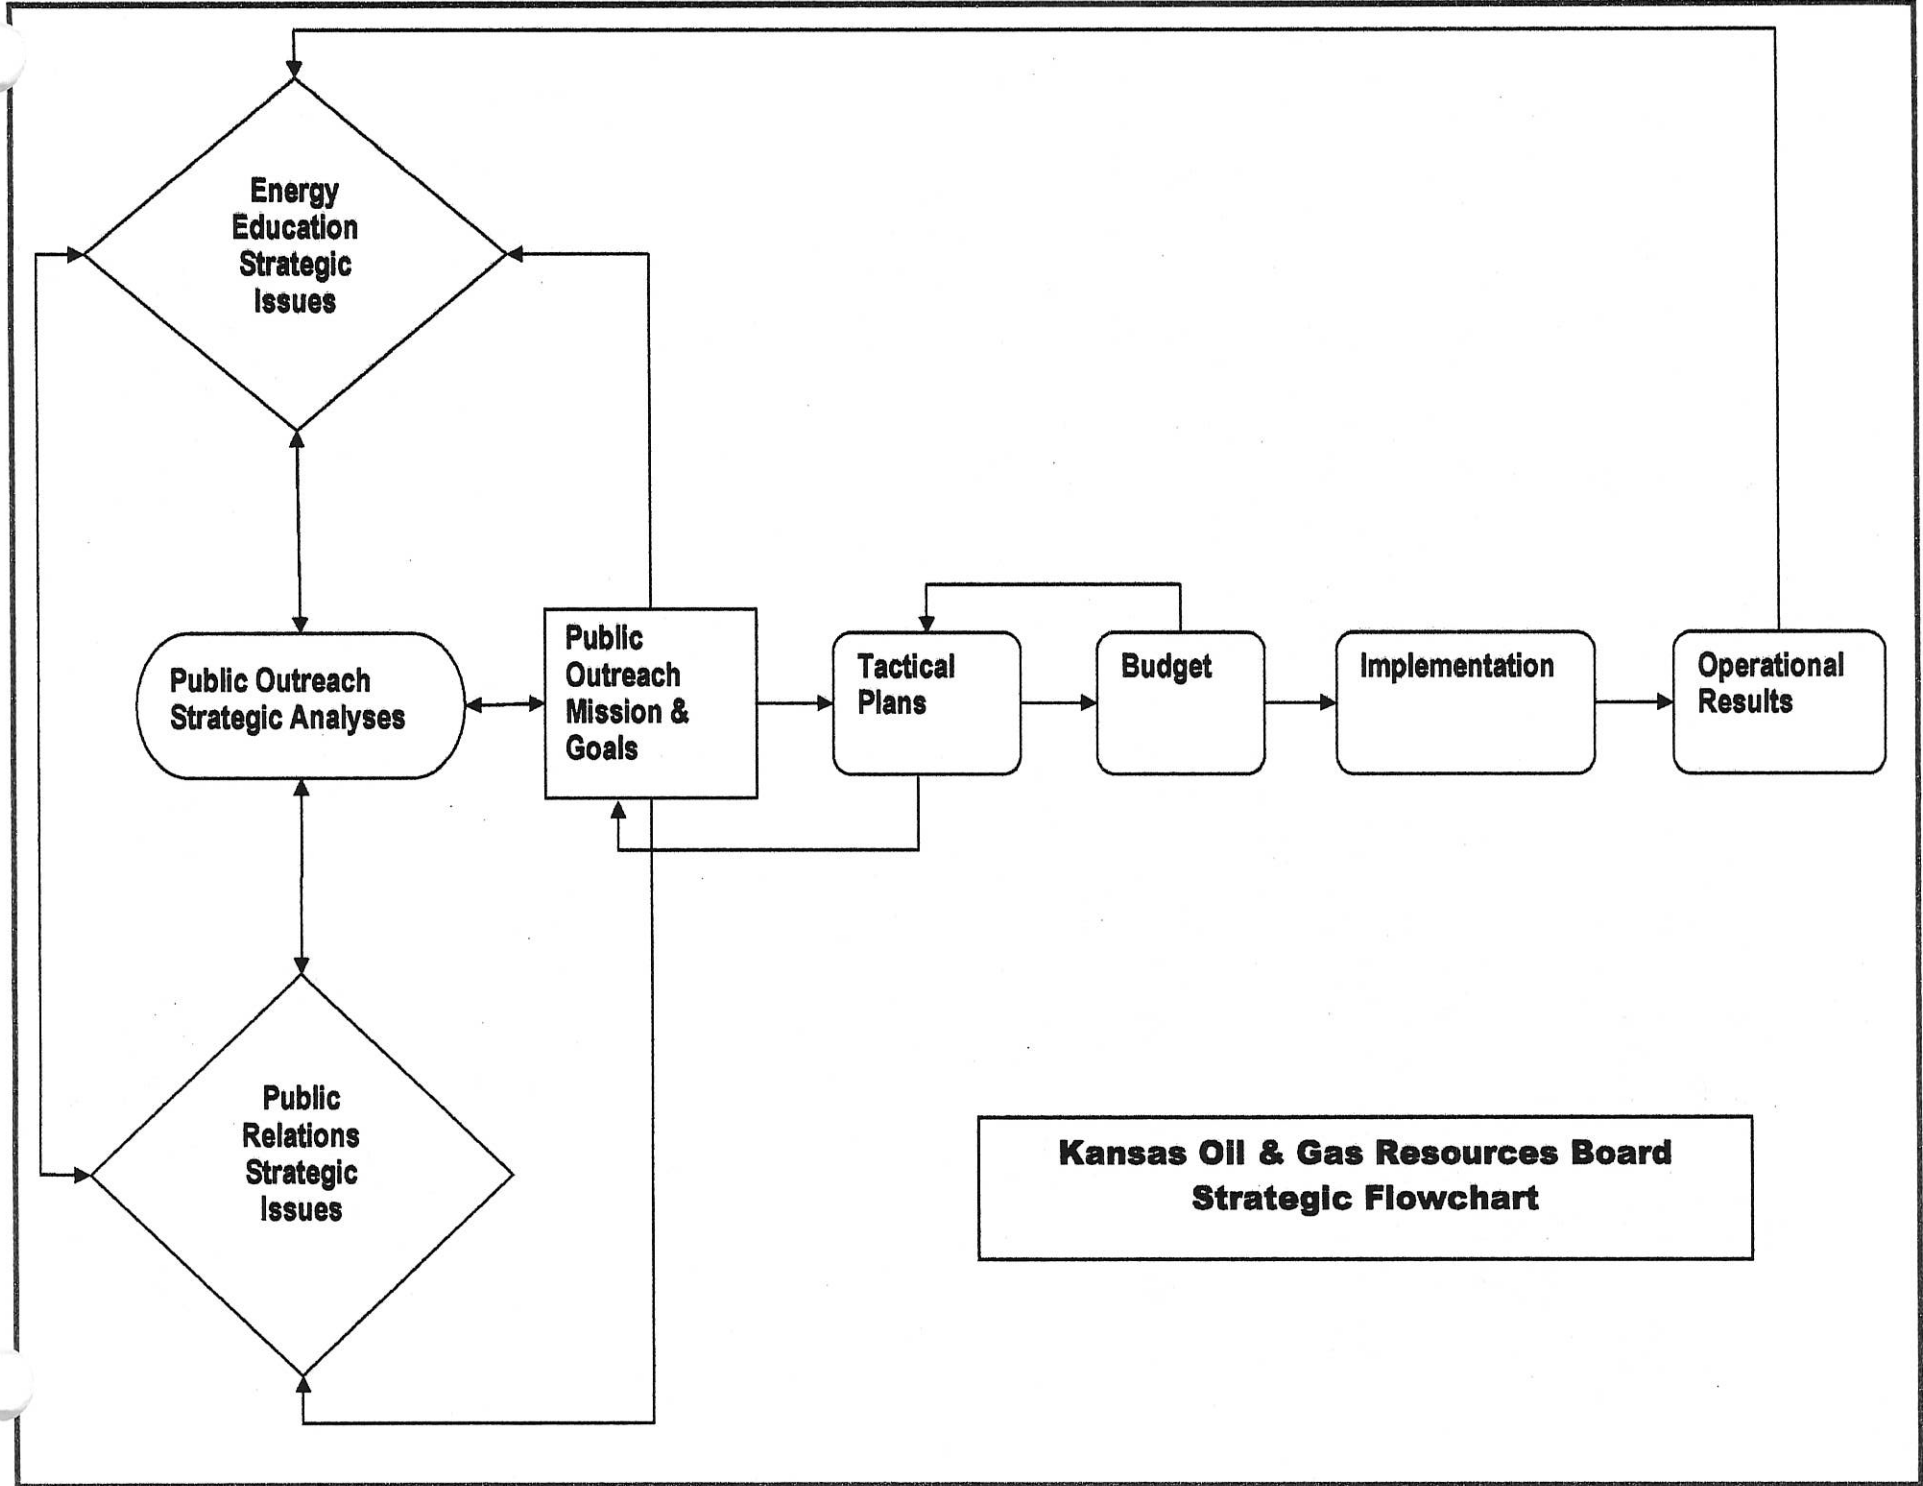 Energy
Education
Strategic
Issues
Public Outreach
Strategic Analyses
Public
Outreach
Mission &
Goals
Tactical
Plans
Budget
Implementation
Operational
Results
Public
Relations
Strategic
Issues
Kansas Oil & Gas Resources Board
Strategic Flowchart